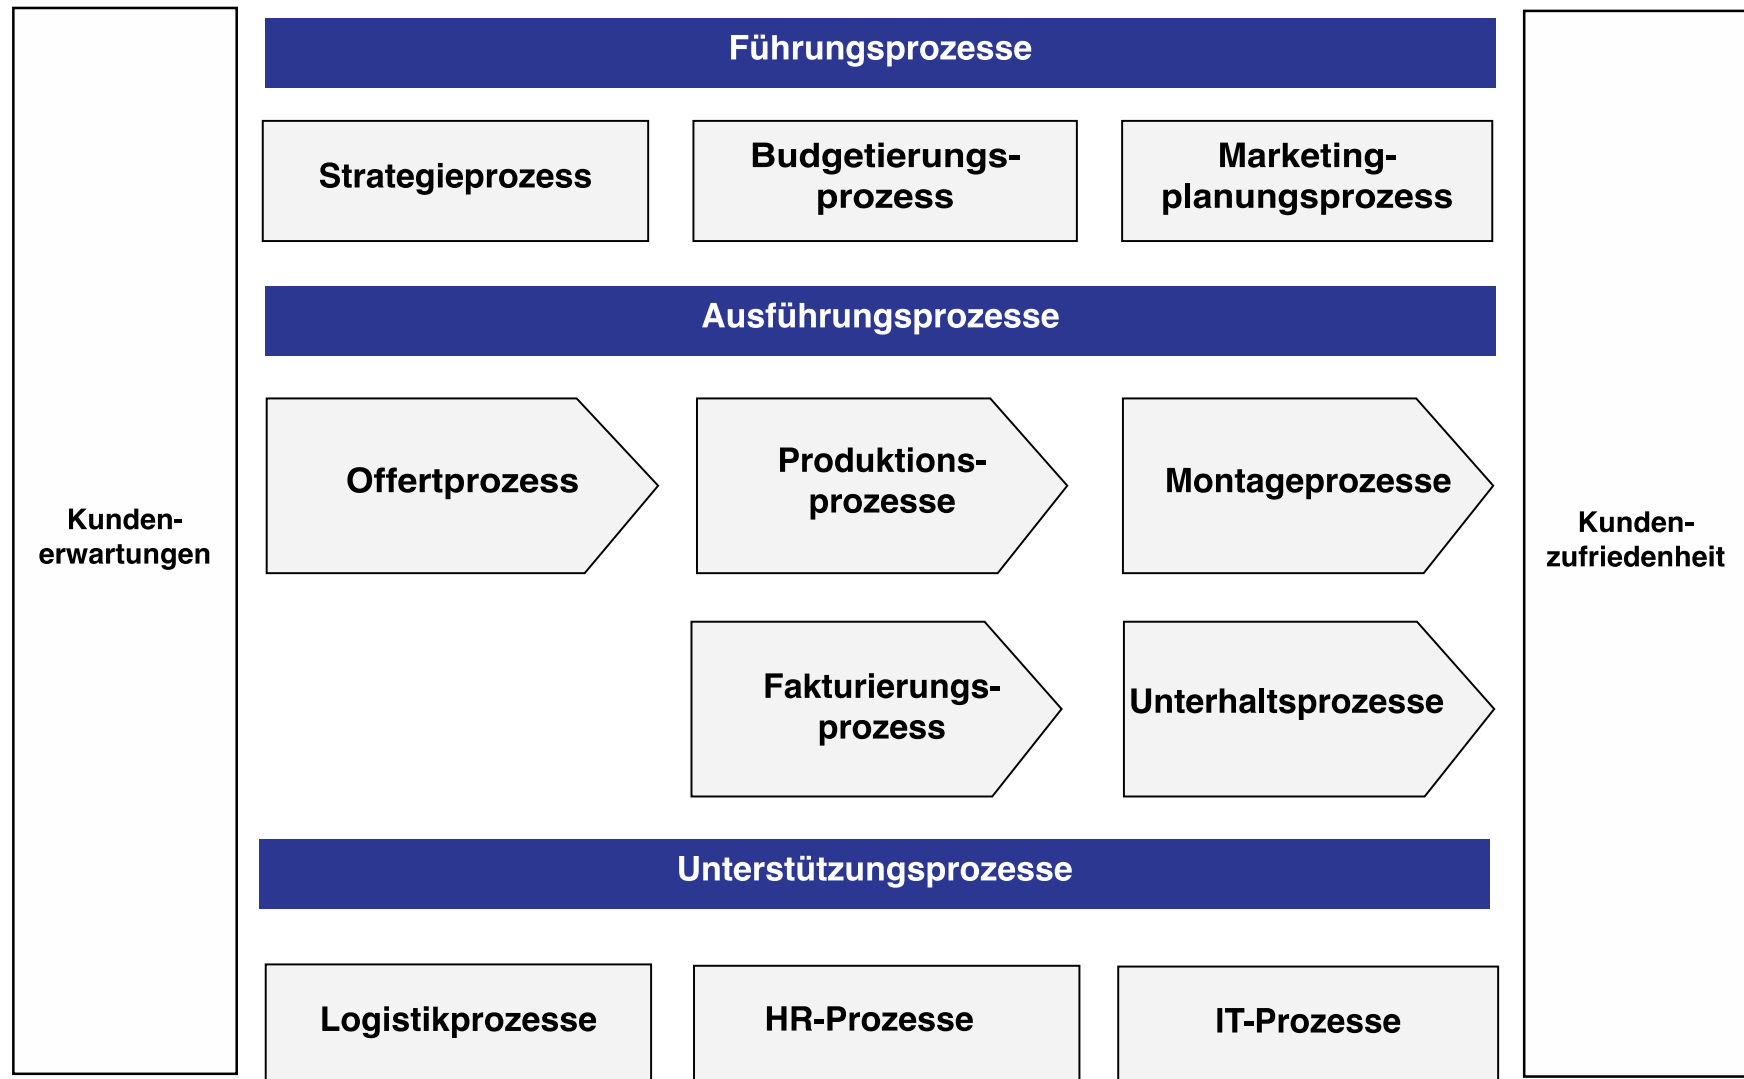 Führungsprozesse
Strategieprozess
Budgetierungs-
prozess
Marketing-
planungsprozess
Ausführungsprozesse
Offertprozess
Produktions-
prozesse
Montageprozesse
Kunden-
erwartungen
Kunden-
zufriedenheit
Fakturierungs-
prozess
Unterhaltsprozesse
Unterstützungsprozesse
Logistikprozesse
HR-Prozesse
IT-Prozesse